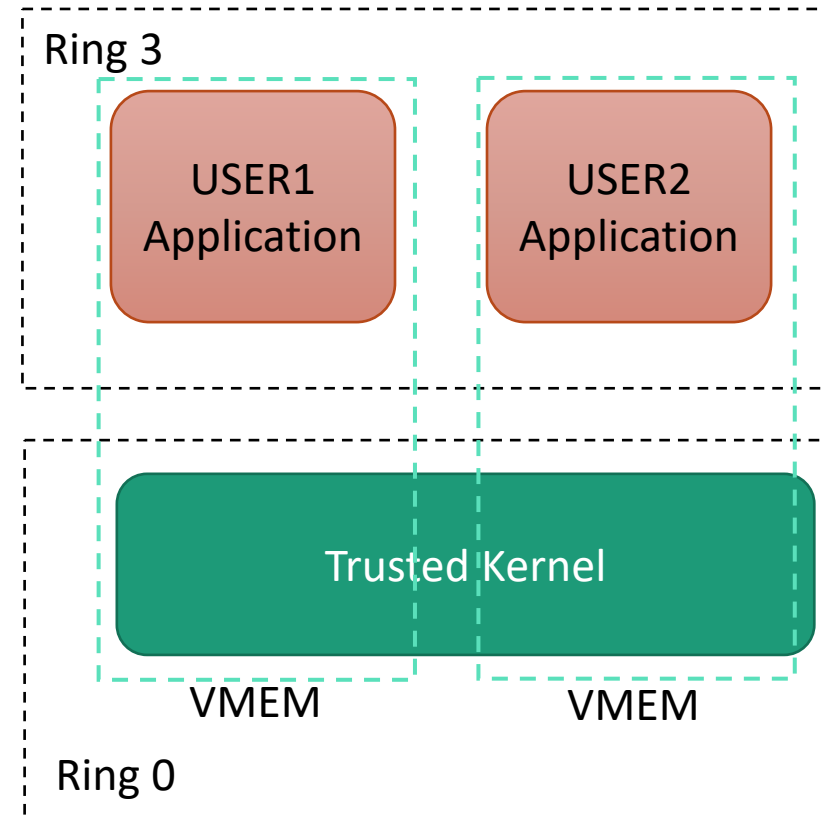 Ring 3
USER1
Application
USER2
Application
Trusted Kernel
VMEM
VMEM
Ring 0